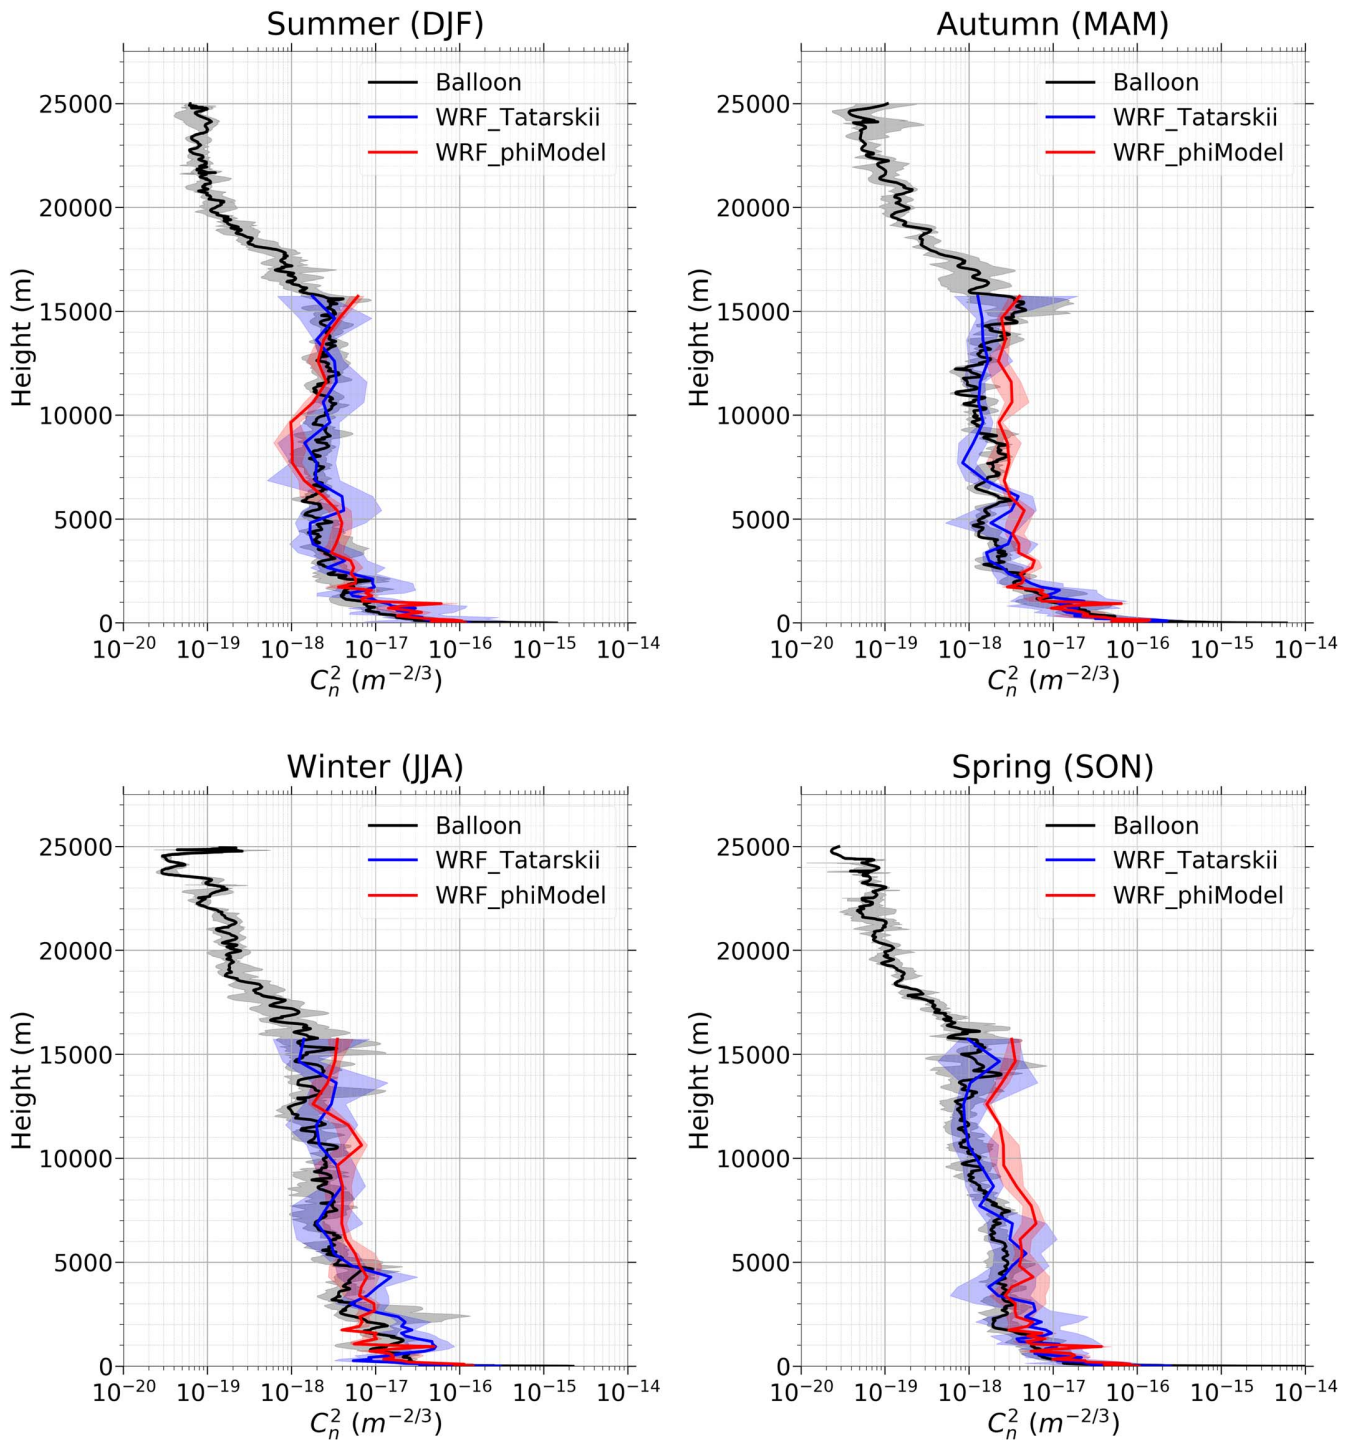 Summer (DJF)
Balloon
WRF_Tatarskii
WRF_phiModel
25000
20000
15000
10000
5000
0
Height (m)
10⁻²⁰ 10⁻¹⁹ 10⁻¹⁸ 10⁻¹⁷ 10⁻¹⁶ 10⁻¹⁵ 10⁻¹⁴
C²ₙ (m⁻²/³)
Autumn (MAM)
Balloon
WRF_Tatarskii
WRF_phiModel
25000
20000
15000
10000
5000
0
Height (m)
10⁻²⁰ 10⁻¹⁹ 10⁻¹⁸ 10⁻¹⁷ 10⁻¹⁶ 10⁻¹⁵ 10⁻¹⁴
C²ₙ (m⁻²/³)
Winter (JJA)
Balloon
WRF_Tatarskii
WRF_phiModel
25000
20000
15000
10000
5000
0
Height (m)
10⁻²⁰ 10⁻¹⁹ 10⁻¹⁸ 10⁻¹⁷ 10⁻¹⁶ 10⁻¹⁵ 10⁻¹⁴
C²ₙ (m⁻²/³)
Spring (SON)
Balloon
WRF_Tatarskii
WRF_phiModel
25000
20000
15000
10000
5000
0
Height (m)
10⁻²⁰ 10⁻¹⁹ 10⁻¹⁸ 10⁻¹⁷ 10⁻¹⁶ 10⁻¹⁵ 10⁻¹⁴
C²ₙ (m⁻²/³)